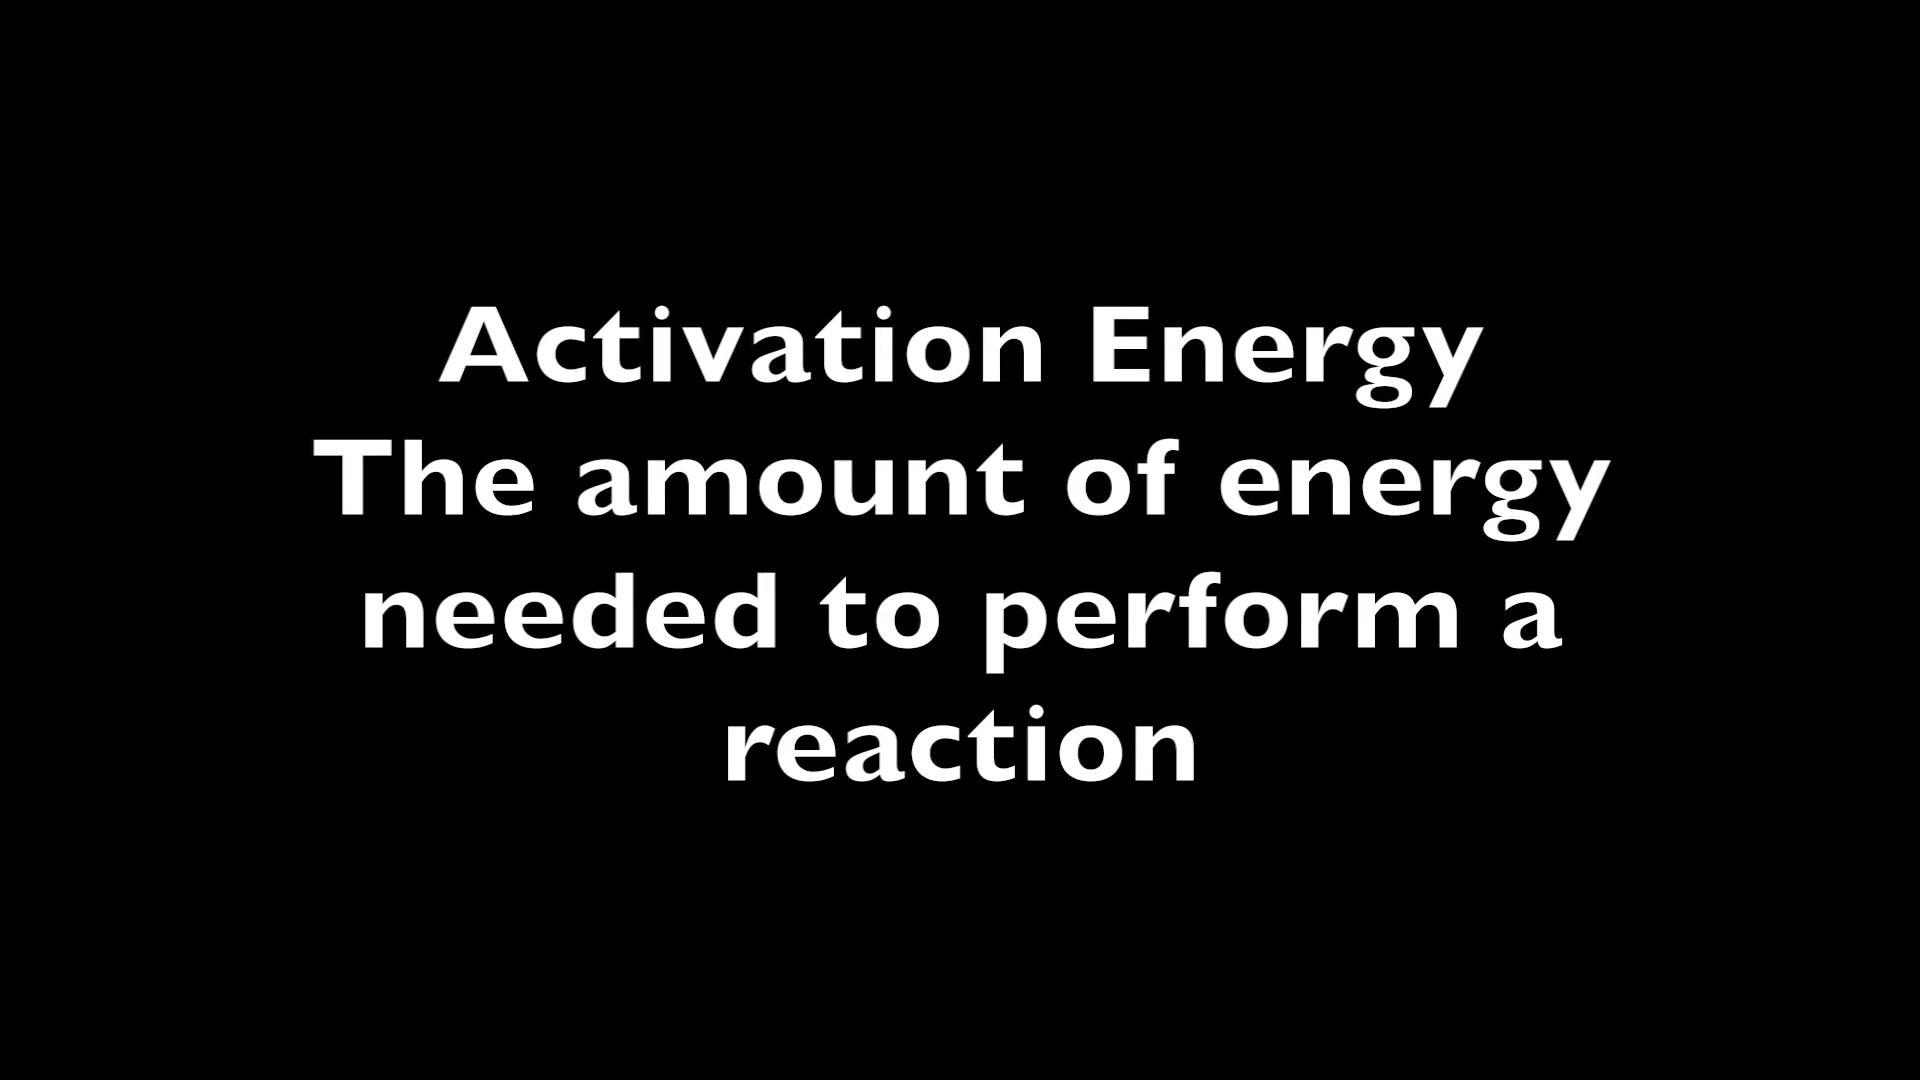 Activation Energy
The amount of energy
needed to perform a
reaction